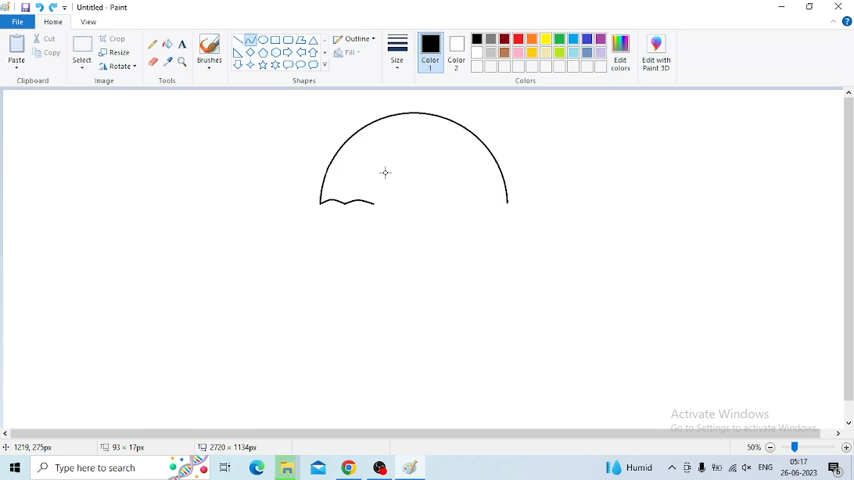 Untitled - Paint
File Home View
Paste
Cut
Copy
Clipboard
Select
Crop
Resize
Rotate
Image
A
Tools
Brushes
Outline
Fill
Shapes
Size
Color 1
Color 2
Edit colors
Colors
Edit with Paint 3D
Activate Windows
Go to Settings to activate Windows.
1219, 275px
93 × 17px
2720 × 1134px
50%
Type here to search
Humid
ENG
05:17
26-06-2023